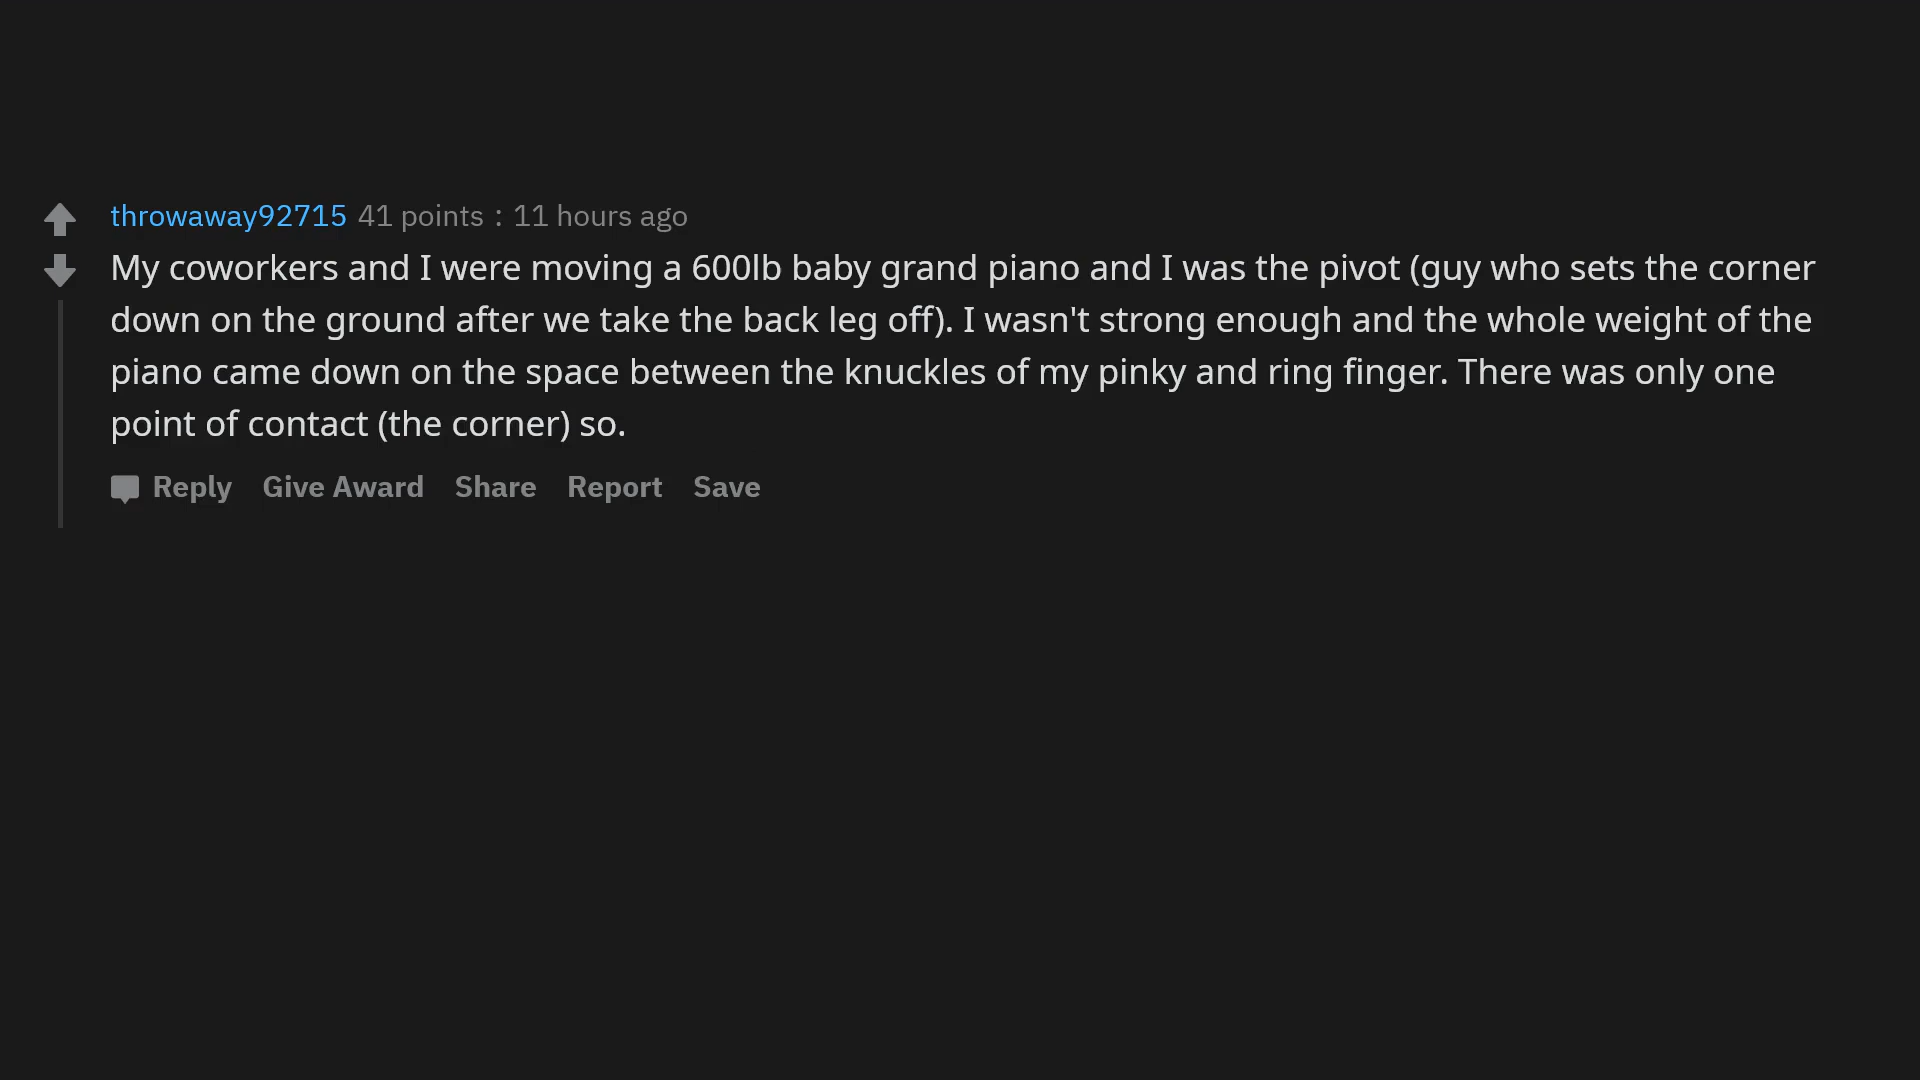 throwaway92715 41 points : 11 hours ago
My coworkers and I were moving a 600lb baby grand piano and I was the pivot (guy who sets the corner
down on the ground after we take the back leg off). I wasn't strong enough and the whole weight of the
piano came down on the space between the knuckles of my pinky and ring finger. There was only one
point of contact (the corner) so.
Reply Give Award Share Report Save